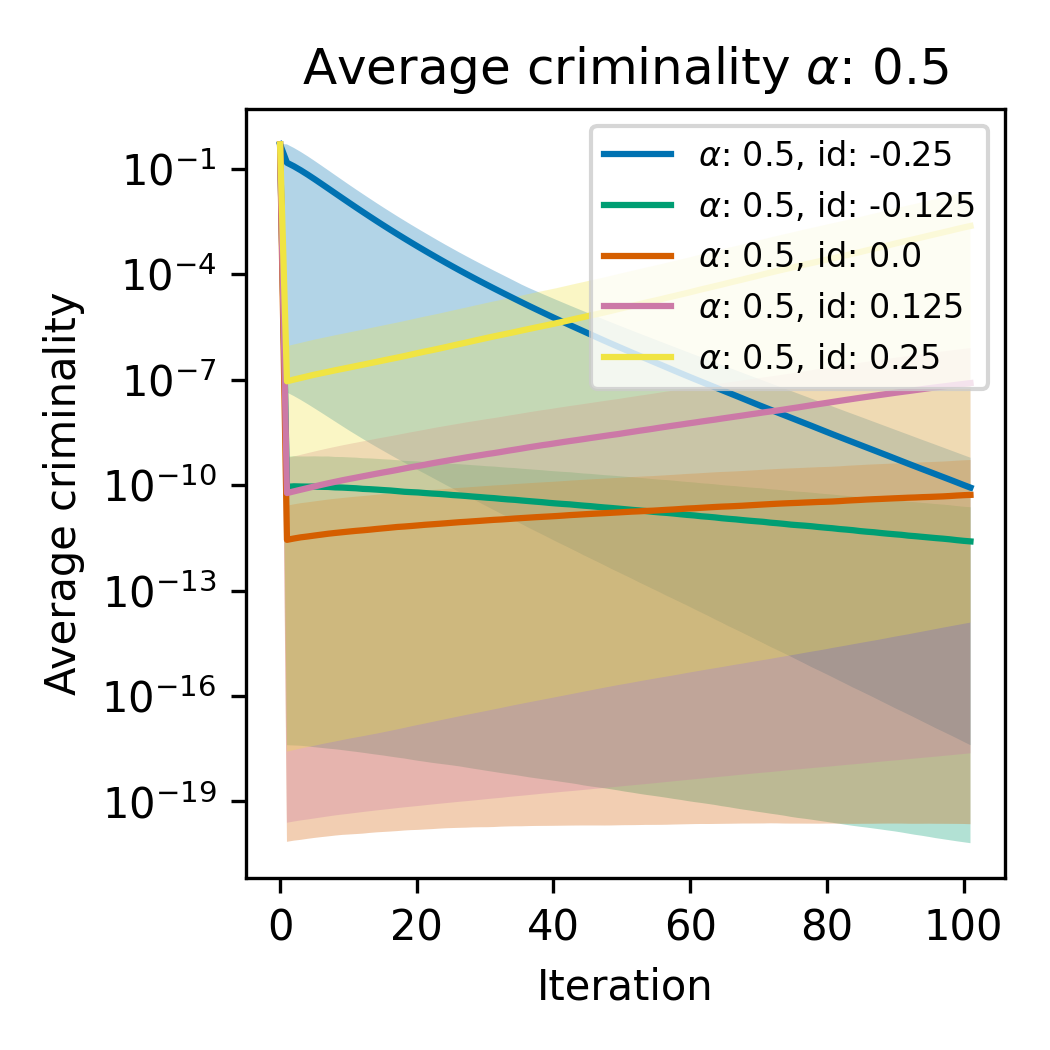 Average criminality α: 0.5
α: 0.5, id: -0.25
α: 0.5, id: -0.125
α: 0.5, id: 0.0
α: 0.5, id: 0.125
α: 0.5, id: 0.25
Average criminality
10⁻¹
10⁻⁴
10⁻⁷
10⁻¹⁰
10⁻¹³
10⁻¹⁶
10⁻¹⁹
0 20 40 60 80 100
Iteration